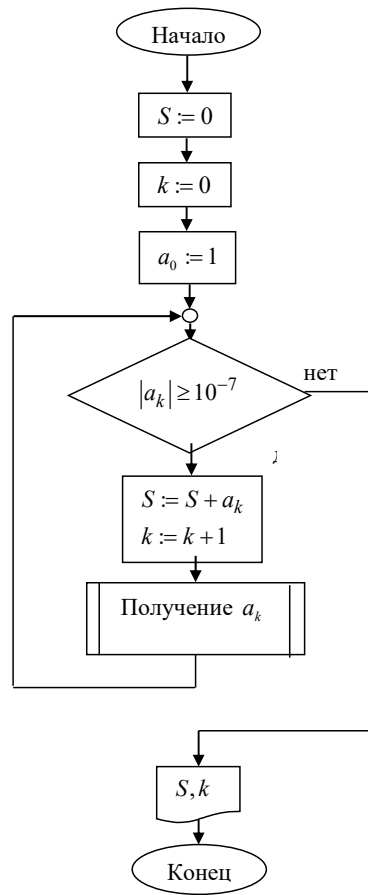 Начало
S := 0
k := 0
a₀ := 1
|aₖ| ≥ 10⁻⁷
нет
S := S + aₖ
k := k + 1
Получение aₖ
S, k
Конец